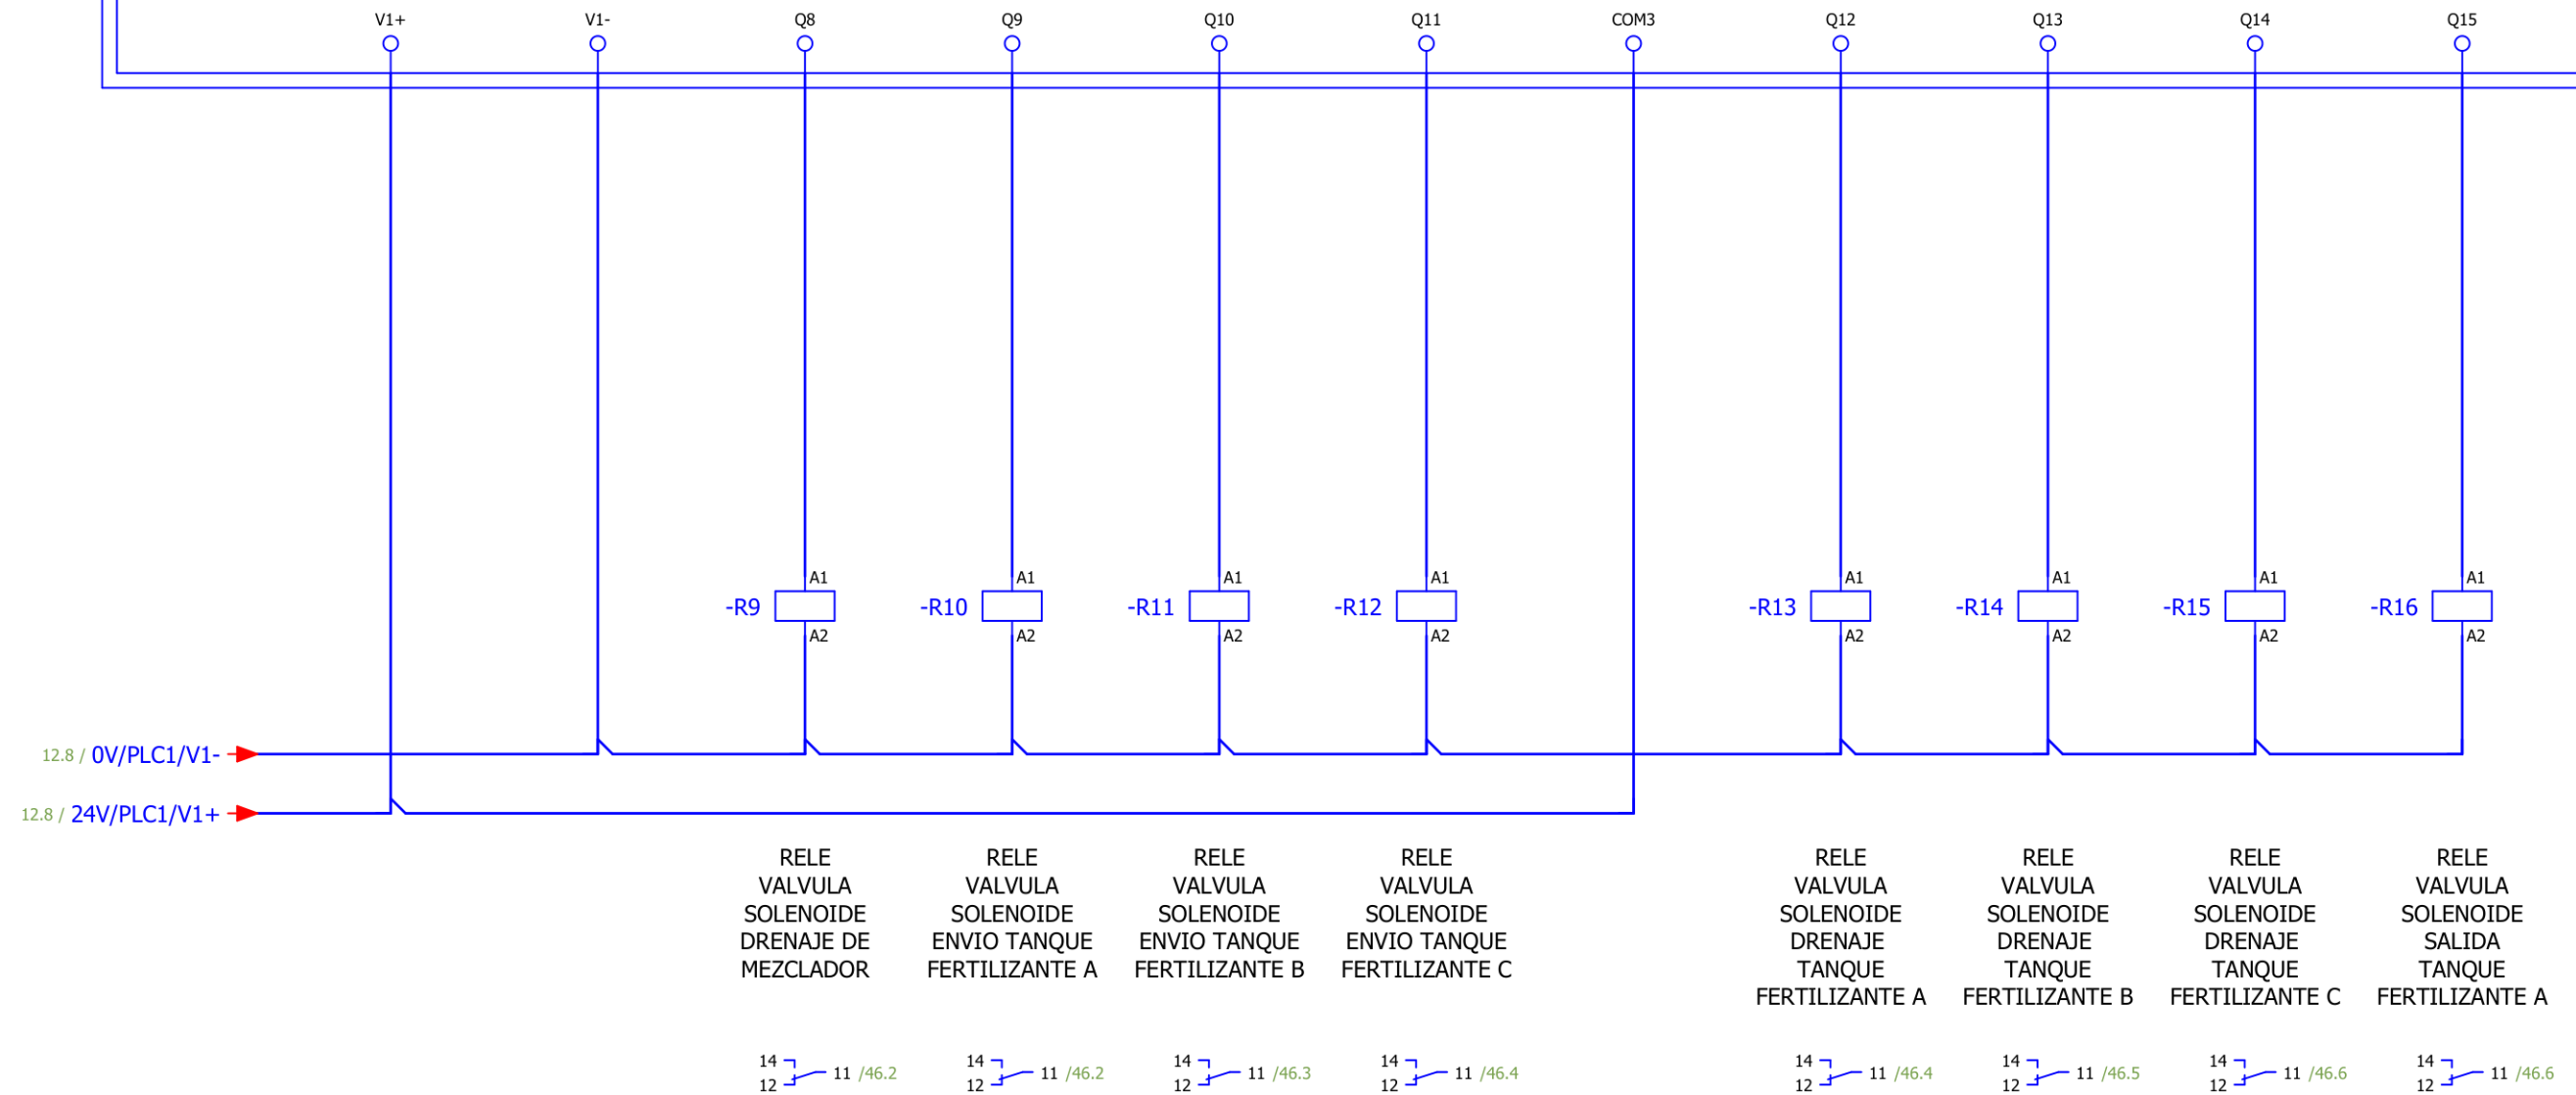 V1+ V1- Q8 Q9 Q10 Q11 COM3 Q12 Q13 Q14 Q15
A1 A1 A1 A1 A1 A1 A1 A1
-R9 -R10 -R11 -R12 -R13 -R14 -R15 -R16
A2 A2 A2 A2 A2 A2 A2 A2
12.8 / 0V/PLC1/V1-
12.8 / 24V/PLC1/V1+
RELE
VALVULA
SOLENOIDE
DRENAJE DE
MEZCLADOR
RELE
VALVULA
SOLENOIDE
ENVIO TANQUE
FERTILIZANTE A
RELE
VALVULA
SOLENOIDE
ENVIO TANQUE
FERTILIZANTE B
RELE
VALVULA
SOLENOIDE
ENVIO TANQUE
FERTILIZANTE C
RELE
VALVULA
SOLENOIDE
DRENAJE
TANQUE
FERTILIZANTE A
RELE
VALVULA
SOLENOIDE
DRENAJE
TANQUE
FERTILIZANTE B
RELE
VALVULA
SOLENOIDE
DRENAJE
TANQUE
FERTILIZANTE C
RELE
VALVULA
SOLENOIDE
SALIDA
TANQUE
FERTILIZANTE A
14 14 14 14 14 14 14 14
11 /46.2 11 /46.2 11 /46.3 11 /46.4 11 /46.4 11 /46.5 11 /46.6 11 /46.6
12 12 12 12 12 12 12 12